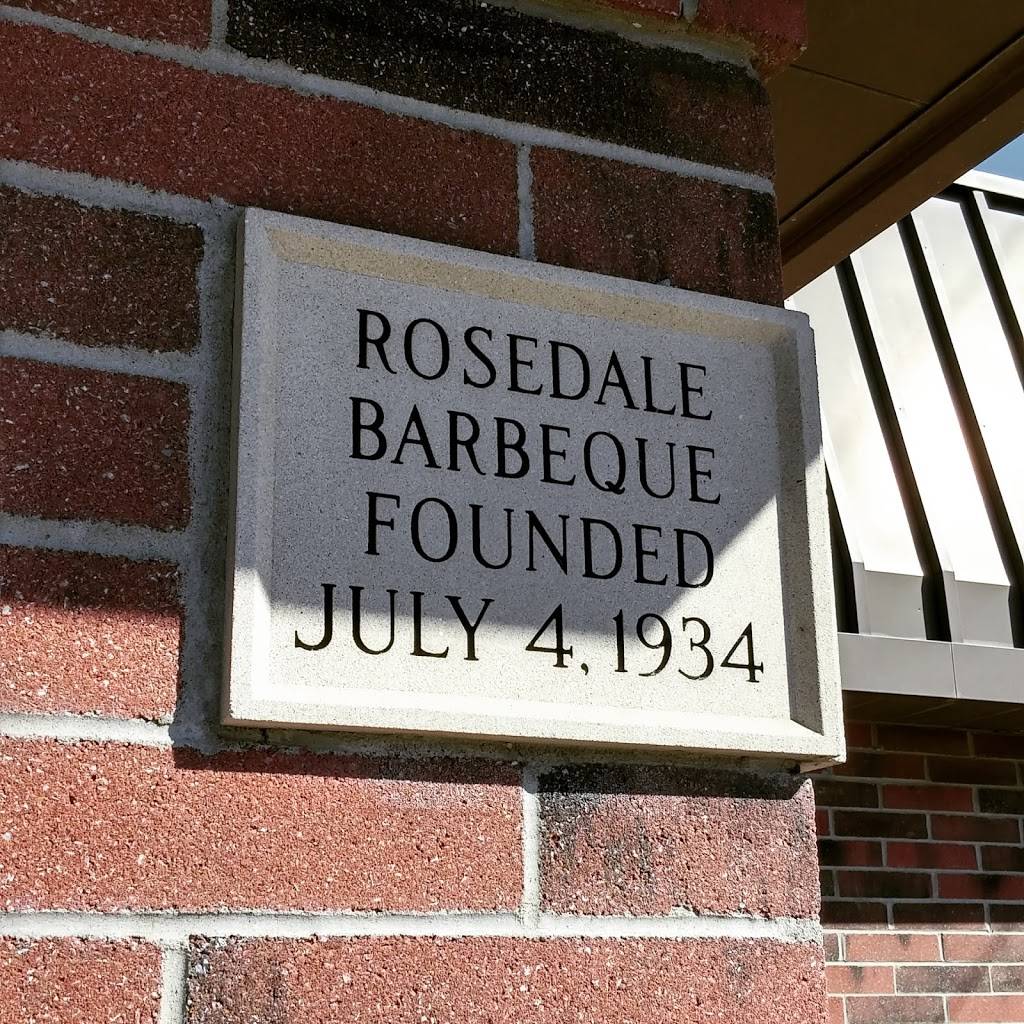 ROSEDALE
BARBEQUE
FOUNDED
JULY 4, 1934